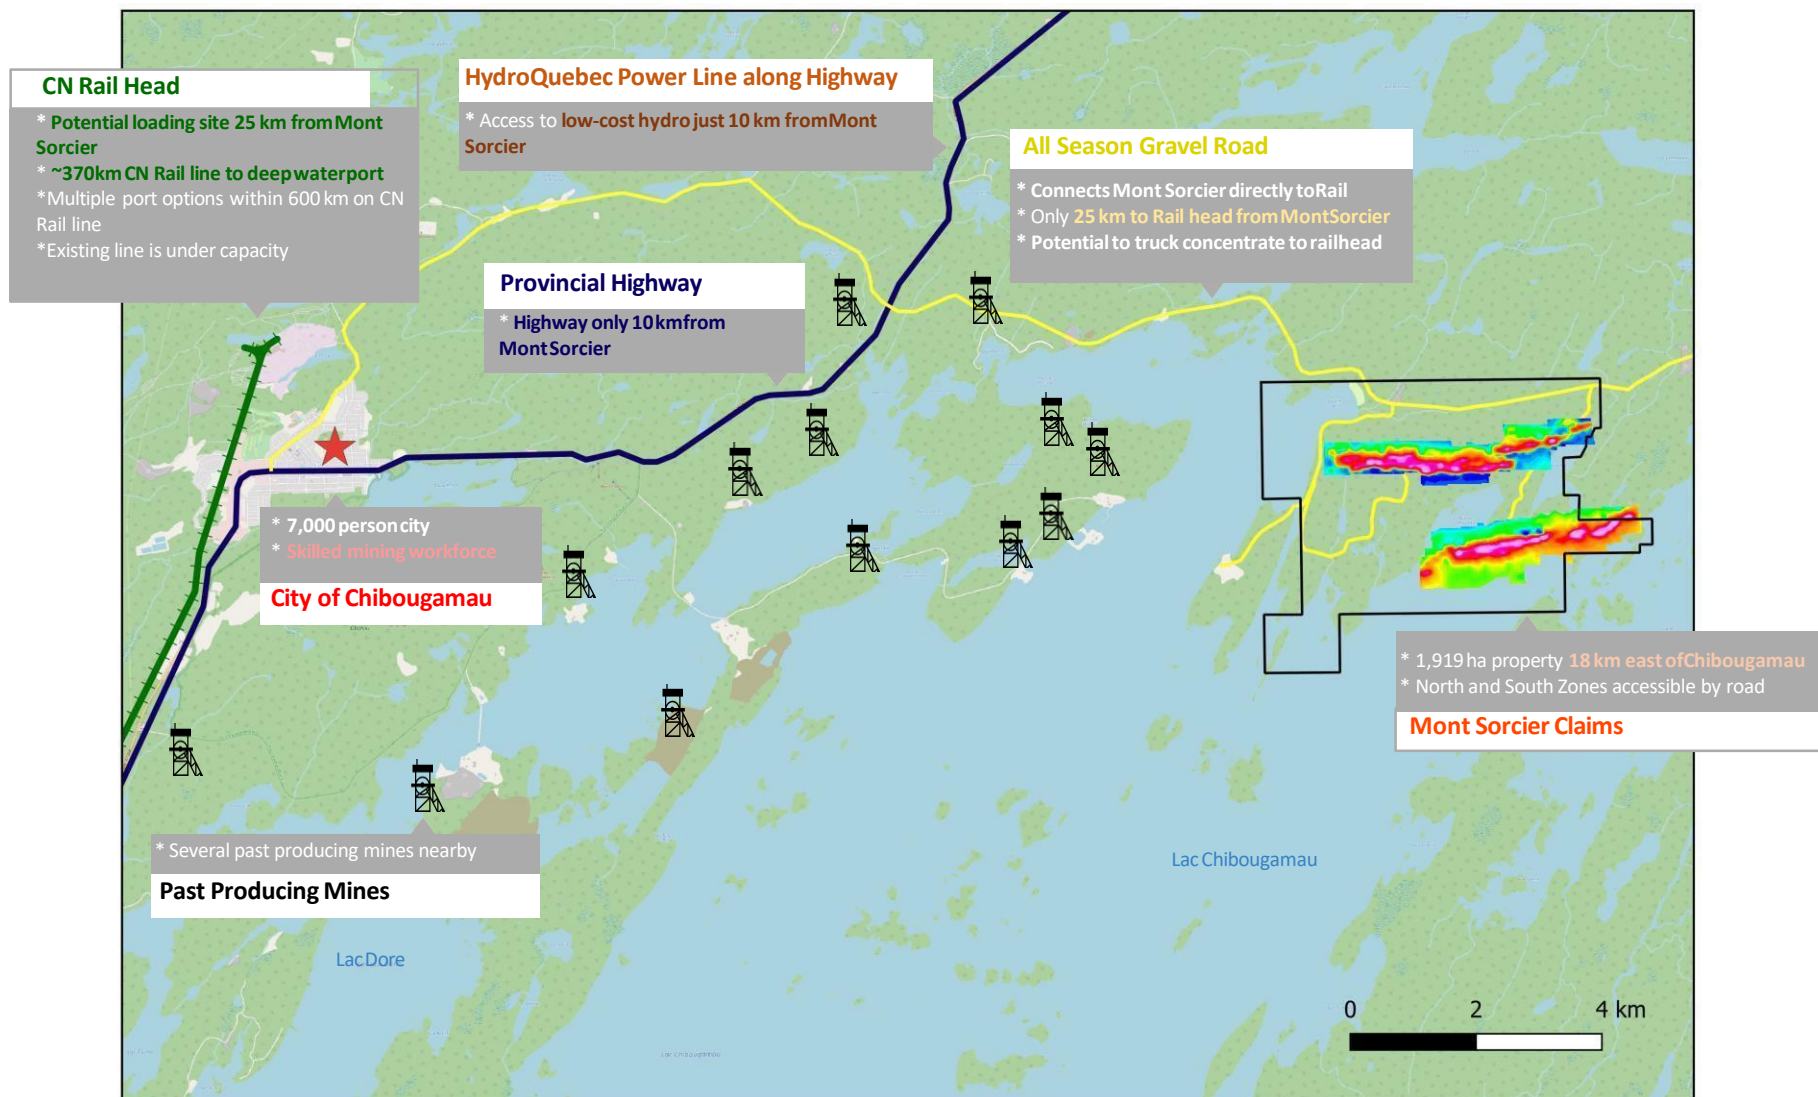 CN Rail Head
* Potential loading site 25 km from Mont
Sorcier
* ~370km CN Rail line to deep water port
*Multiple port options within 600 km on CN
Rail line
*Existing line is under capacity
HydroQuebec Power Line along Highway
* Access to low-cost hydro just 10 km from Mont
Sorcier
All Season Gravel Road
* Connects Mont Sorcier directly to Rail
* Only 25 km to Rail head from Mont Sorcier
* Potential to truck concentrate to railhead
Provincial Highway
* Highway only 10 km from
Mont Sorcier
* 7,000 person city
* Skilled mining workforce
City of Chibougamau
* 1,919 ha property 18 km east of Chibougamau
* North and South Zones accessible by road
Mont Sorcier Claims
* Several past producing mines nearby
Past Producing Mines
Lac Chibougamau
Lac Dore
Lac Chibougamau
0 2 4 km